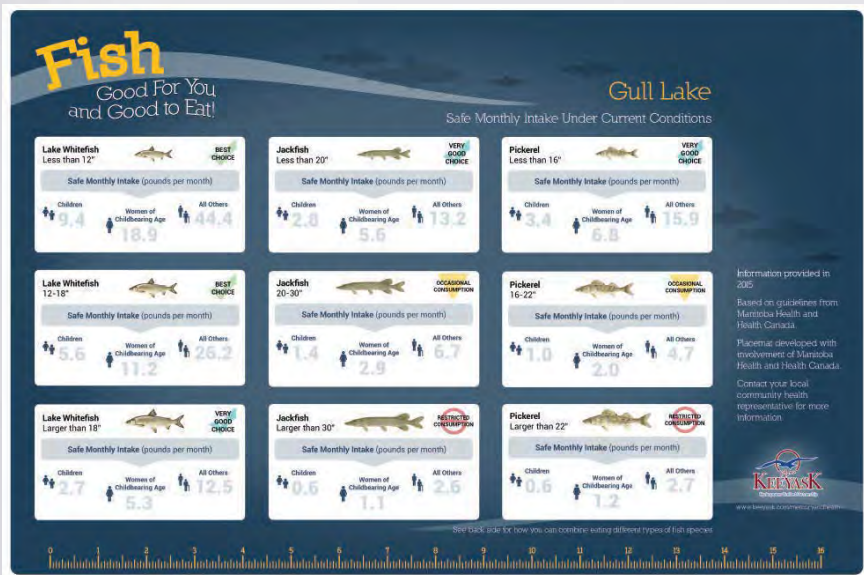 Fish
Good For You
and Good to Eat!
Gull Lake
Safe Monthly Intake Under Current Conditions
Lake Whitefish
Less than 12"
BEST
CHOICE
Safe Monthly Intake (pounds per month)
Children
9.4
Women of
Childbearing Age
18.9
All Others
44.4
Jackfish
Less than 20"
VERY
GOOD
CHOICE
Safe Monthly Intake (pounds per month)
Children
2.8
Women of
Childbearing Age
5.6
All Others
13.2
Pickerel
Less than 16"
VERY
GOOD
CHOICE
Safe Monthly Intake (pounds per month)
Children
3.4
Women of
Childbearing Age
6.8
All Others
15.9
Lake Whitefish
12-18"
BEST
CHOICE
Safe Monthly Intake (pounds per month)
Children
5.6
Women of
Childbearing Age
11.2
All Others
26.2
Jackfish
20-30"
OCCASIONAL
CONSUMPTION
Safe Monthly Intake (pounds per month)
Children
1.4
Women of
Childbearing Age
2.9
All Others
6.7
Pickerel
16-22"
OCCASIONAL
CONSUMPTION
Safe Monthly Intake (pounds per month)
Children
1.0
Women of
Childbearing Age
2.0
All Others
4.7
Lake Whitefish
Larger than 18"
VERY
GOOD
CHOICE
Safe Monthly Intake (pounds per month)
Children
2.7
Women of
Childbearing Age
5.3
All Others
12.5
Jackfish
Larger than 30"
RESTRICTED
CONSUMPTION
Safe Monthly Intake (pounds per month)
Children
0.6
Women of
Childbearing Age
1.1
All Others
2.6
Pickerel
Larger than 22"
RESTRICTED
CONSUMPTION
Safe Monthly Intake (pounds per month)
Children
0.6
Women of
Childbearing Age
1.2
All Others
2.7
Information provided in
2015
Based on guidelines from
Manitoba Health and
Health Canada.
Placemat developed with
involvement of Manitoba
Health and Health Canada.
Contact your local
community health
representative for more
information.
KEEYASK
See back side for how you can combine eating different types of fish species
0 1 2 3 4 5 6 7 8 9 10 11 12 13 14 15 16